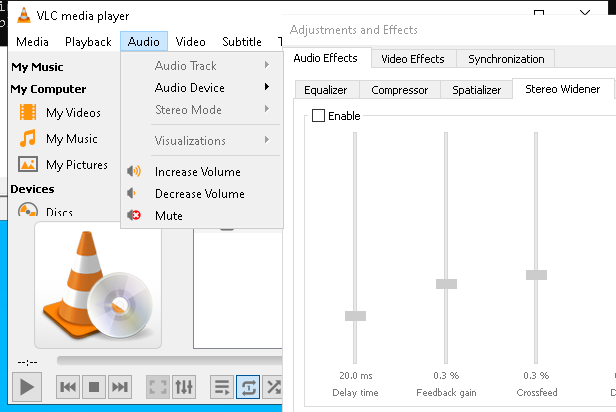 VLC media player
Media Playback Audio Video Subtitle
My Music
My Computer
My Videos
My Music
My Pictures
Devices
Discs
Audio Track
Audio Device
Stereo Mode
Visualizations
Increase Volume
Decrease Volume
Mute
--:--
Adjustments and Effects
Audio Effects Video Effects Synchronization
Equalizer Compressor Spatializer Stereo Widener
Enable
20.0 ms 0.3 % 0.3 %
Delay time Feedback gain Crossfeed